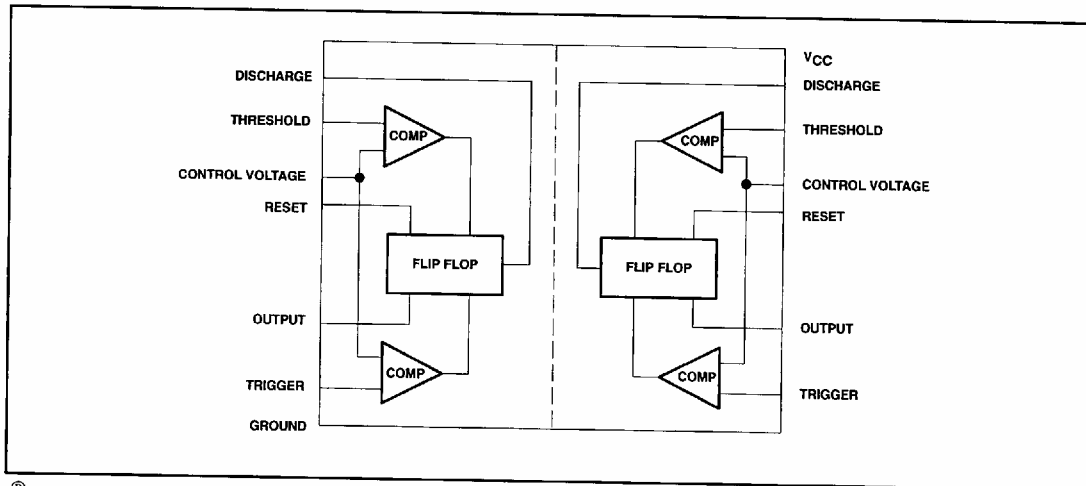 DISCHARGE
THRESHOLD
COMP
CONTROL VOLTAGE
RESET
FLIP FLOP
OUTPUT
COMP
TRIGGER
GROUND
VCC
DISCHARGE
THRESHOLD
COMP
CONTROL VOLTAGE
RESET
FLIP FLOP
OUTPUT
COMP
TRIGGER
®